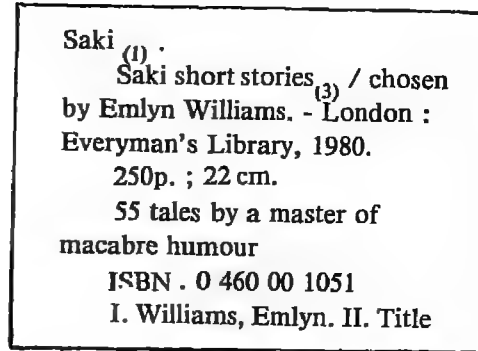 Saki (1) .
Saki short stories (3) / chosen
by Emlyn Williams. - London :
Everyman's Library, 1980.
250p. ; 22 cm.
55 tales by a master of
macabre humour
ISBN . 0 460 00 1051
I. Williams, Emlyn. II. Title